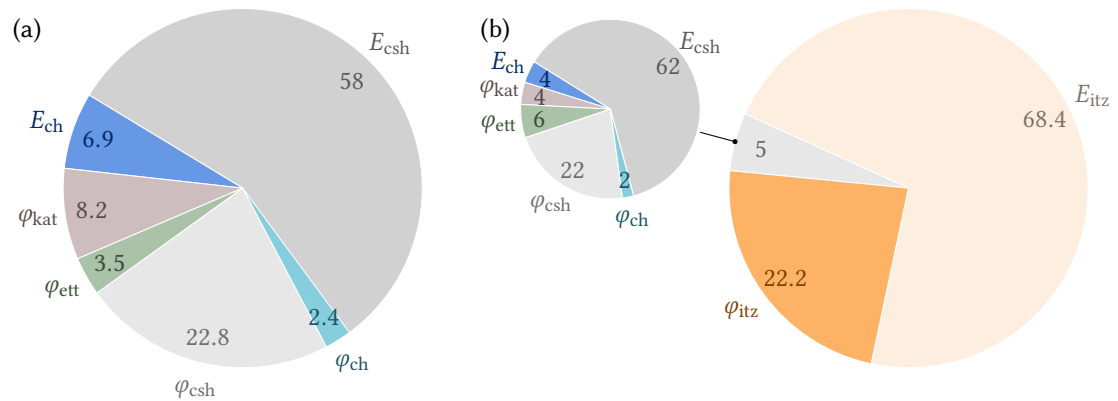 (a)
E_csh
58
E_ch
6.9
φ_kat
8.2
φ_ett
3.5
φ_csh
22.8
φ_ch
2.4
(b)
E_csh
62
E_ch
4
φ_kat
4
φ_ett
6
φ_csh
22
φ_ch
2
E_itz
68.4
5
φ_itz
22.2